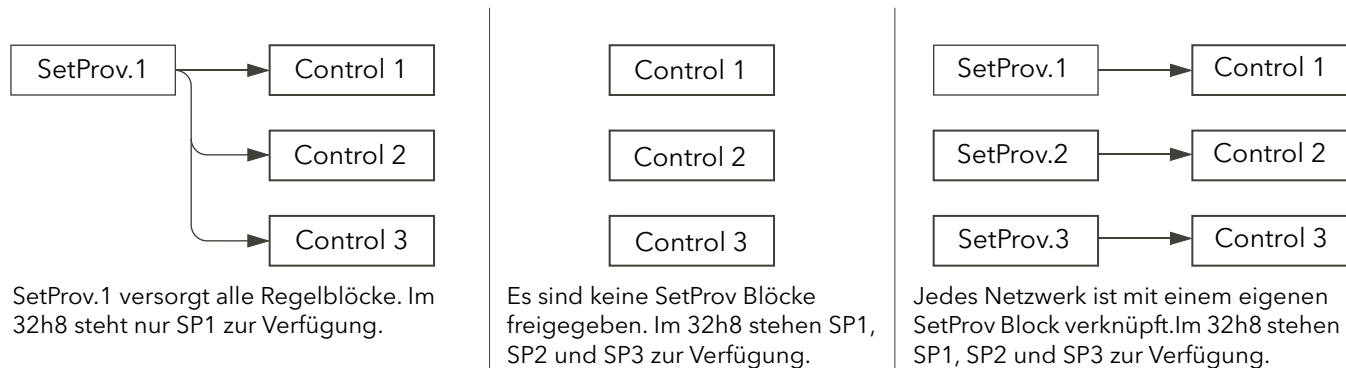 SetProv.1
Control 1
Control 2
Control 3
SetProv.1 versorgt alle Regelblöcke. Im
32h8 steht nur SP1 zur Verfügung.
Control 1
Control 2
Control 3
Es sind keine SetProv Blöcke
freigegeben. Im 32h8 stehen SP1,
SP2 und SP3 zur Verfügung.
SetProv.1
Control 1
SetProv.2
Control 2
SetProv.3
Control 3
Jedes Netzwerk ist mit einem eigenen
SetProv Block verknüpft.Im 32h8 stehen
SP1, SP2 und SP3 zur Verfügung.